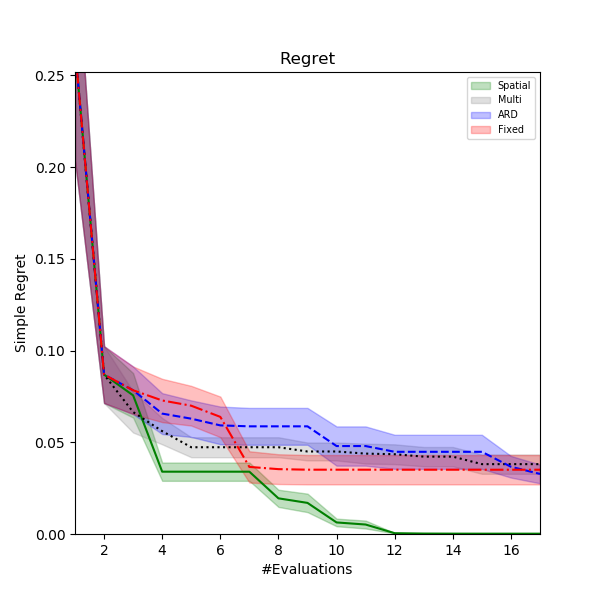 Regret
Simple Regret
0.25
0.20
0.15
0.10
0.05
0.00
Spatial
Multi
ARD
Fixed
2 4 6 8 10 12 14 16
#Evaluations